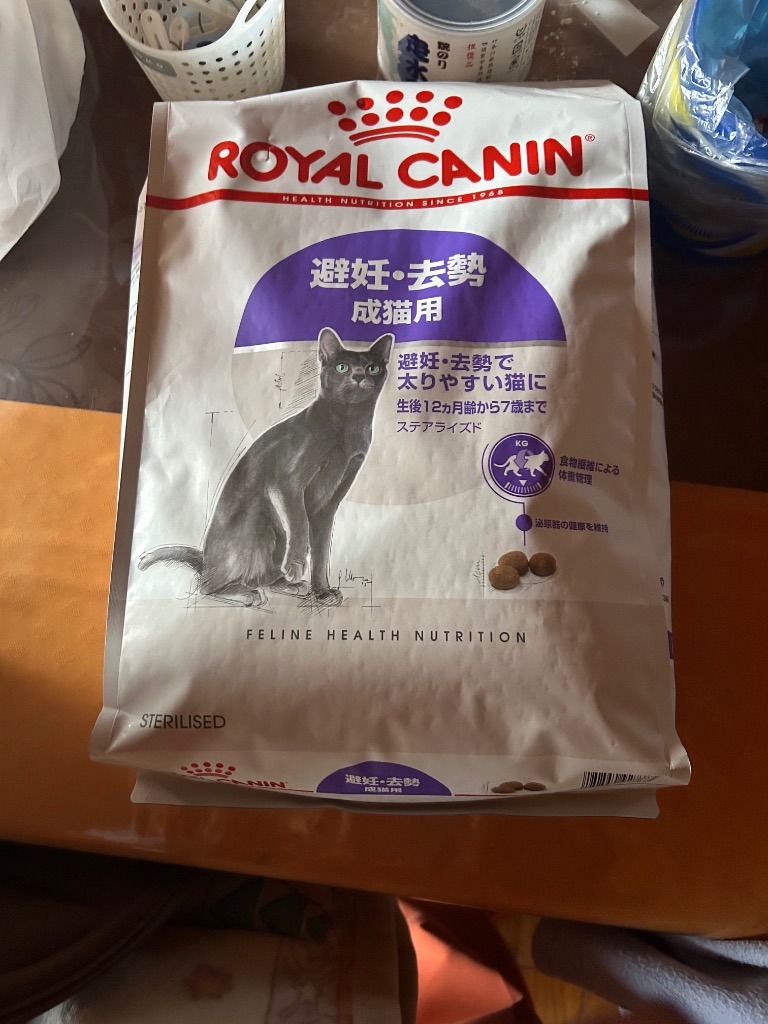 焼のり
ROYAL CANIN®
HEALTH NUTRITION SINCE 1968
避妊・去勢
成猫用
避妊・去勢で
太りやすい猫に
生後12ヵ月齢から7歳まで
ステアライズド
KG
食物繊維による
体重管理
泌尿器の健康を維持
FELINE HEALTH NUTRITION
STERILISED
ROYAL CANIN
避妊・去勢
成猫用